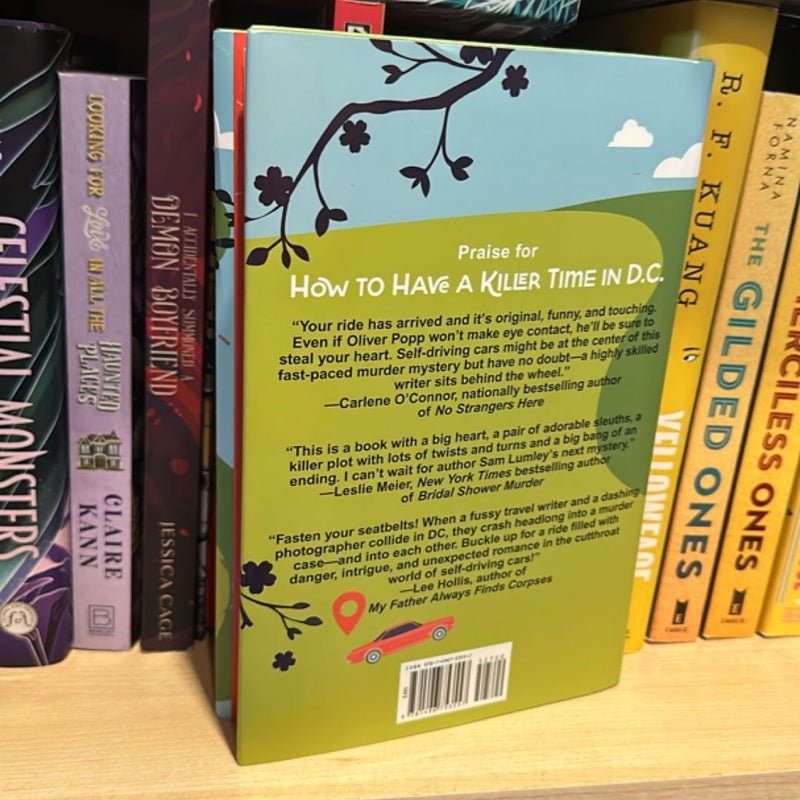 CELESTIAL MONSTERS
LOOKING FOR Love IN ALL THE
HAUNTED
PLACES
CLAIRE
KANN
BERKLEY
I ACCIDENTALLY SUMMONED A
DEMON BOYFRIEND
JESSICA CAGE
Praise for
HOW TO HAVE A KILLER TIME IN D.C.
“Your ride has arrived and it’s original, funny, and touching.
Even if Oliver Popp won’t make eye contact, he’ll be sure to
steal your heart. Self-driving cars might be at the center of this
fast-paced murder mystery but have no doubt—a highly skilled
writer sits behind the wheel.”
—Carlene O’Connor, nationally bestselling author
of No Strangers Here
“This is a book with a big heart, a pair of adorable sleuths, a
killer plot with lots of twists and turns and a big bang of an
ending. I can’t wait for author Sam Lumley’s next mystery.”
—Leslie Meier, New York Times bestselling author
of Bridal Shower Murder
“Fasten your seatbelts! When a fussy travel writer and a dashing
photographer collide in DC, they crash headlong into a murder
case—and into each other. Buckle up for a ride filled with
danger, intrigue, and unexpected romance in the cutthroat
world of self-driving cars!”
—Lee Hollis, author of
My Father Always Finds Corpses
EAN
R. F. KUANG
YELLOWFACE
NAMINA
FORNA
THE GILDED ONES
MERCILESS ONES